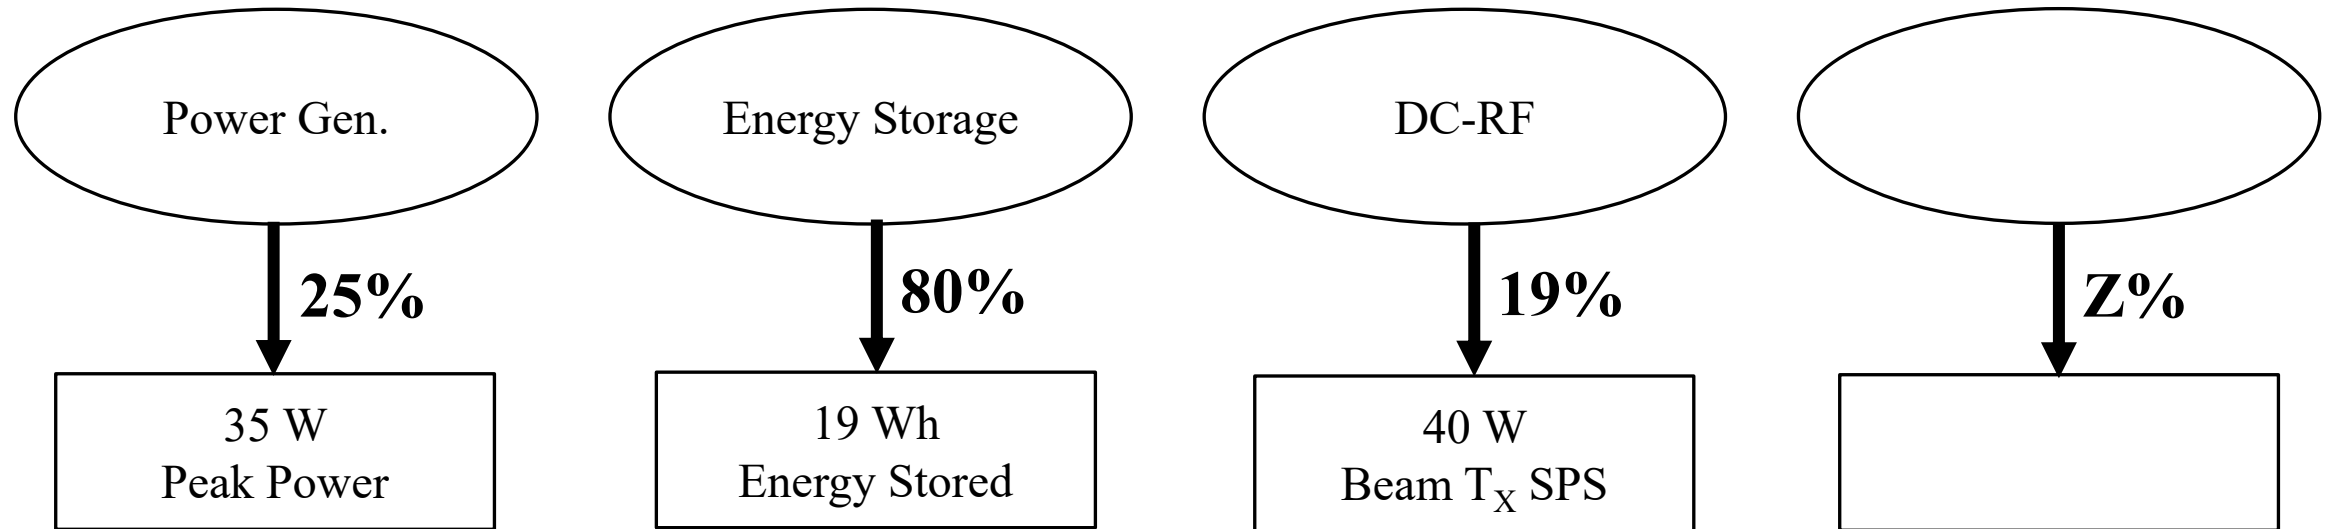 Power Gen.
Energy Storage
DC-RF
25%
80%
19%
Z%
35 W
Peak Power
19 Wh
Energy Stored
40 W
Beam TX SPS